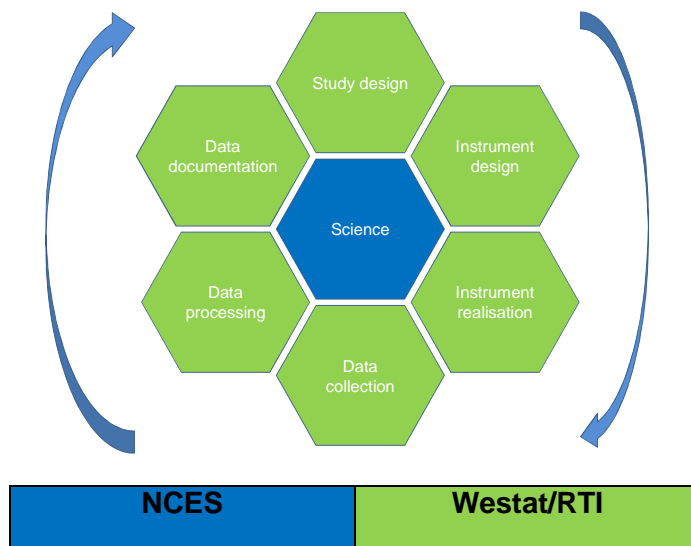 Study design
Data
documentation
Instrument
design
Science
Data
processing
Instrument
realisation
Data
collection
NCES
Westat/RTI